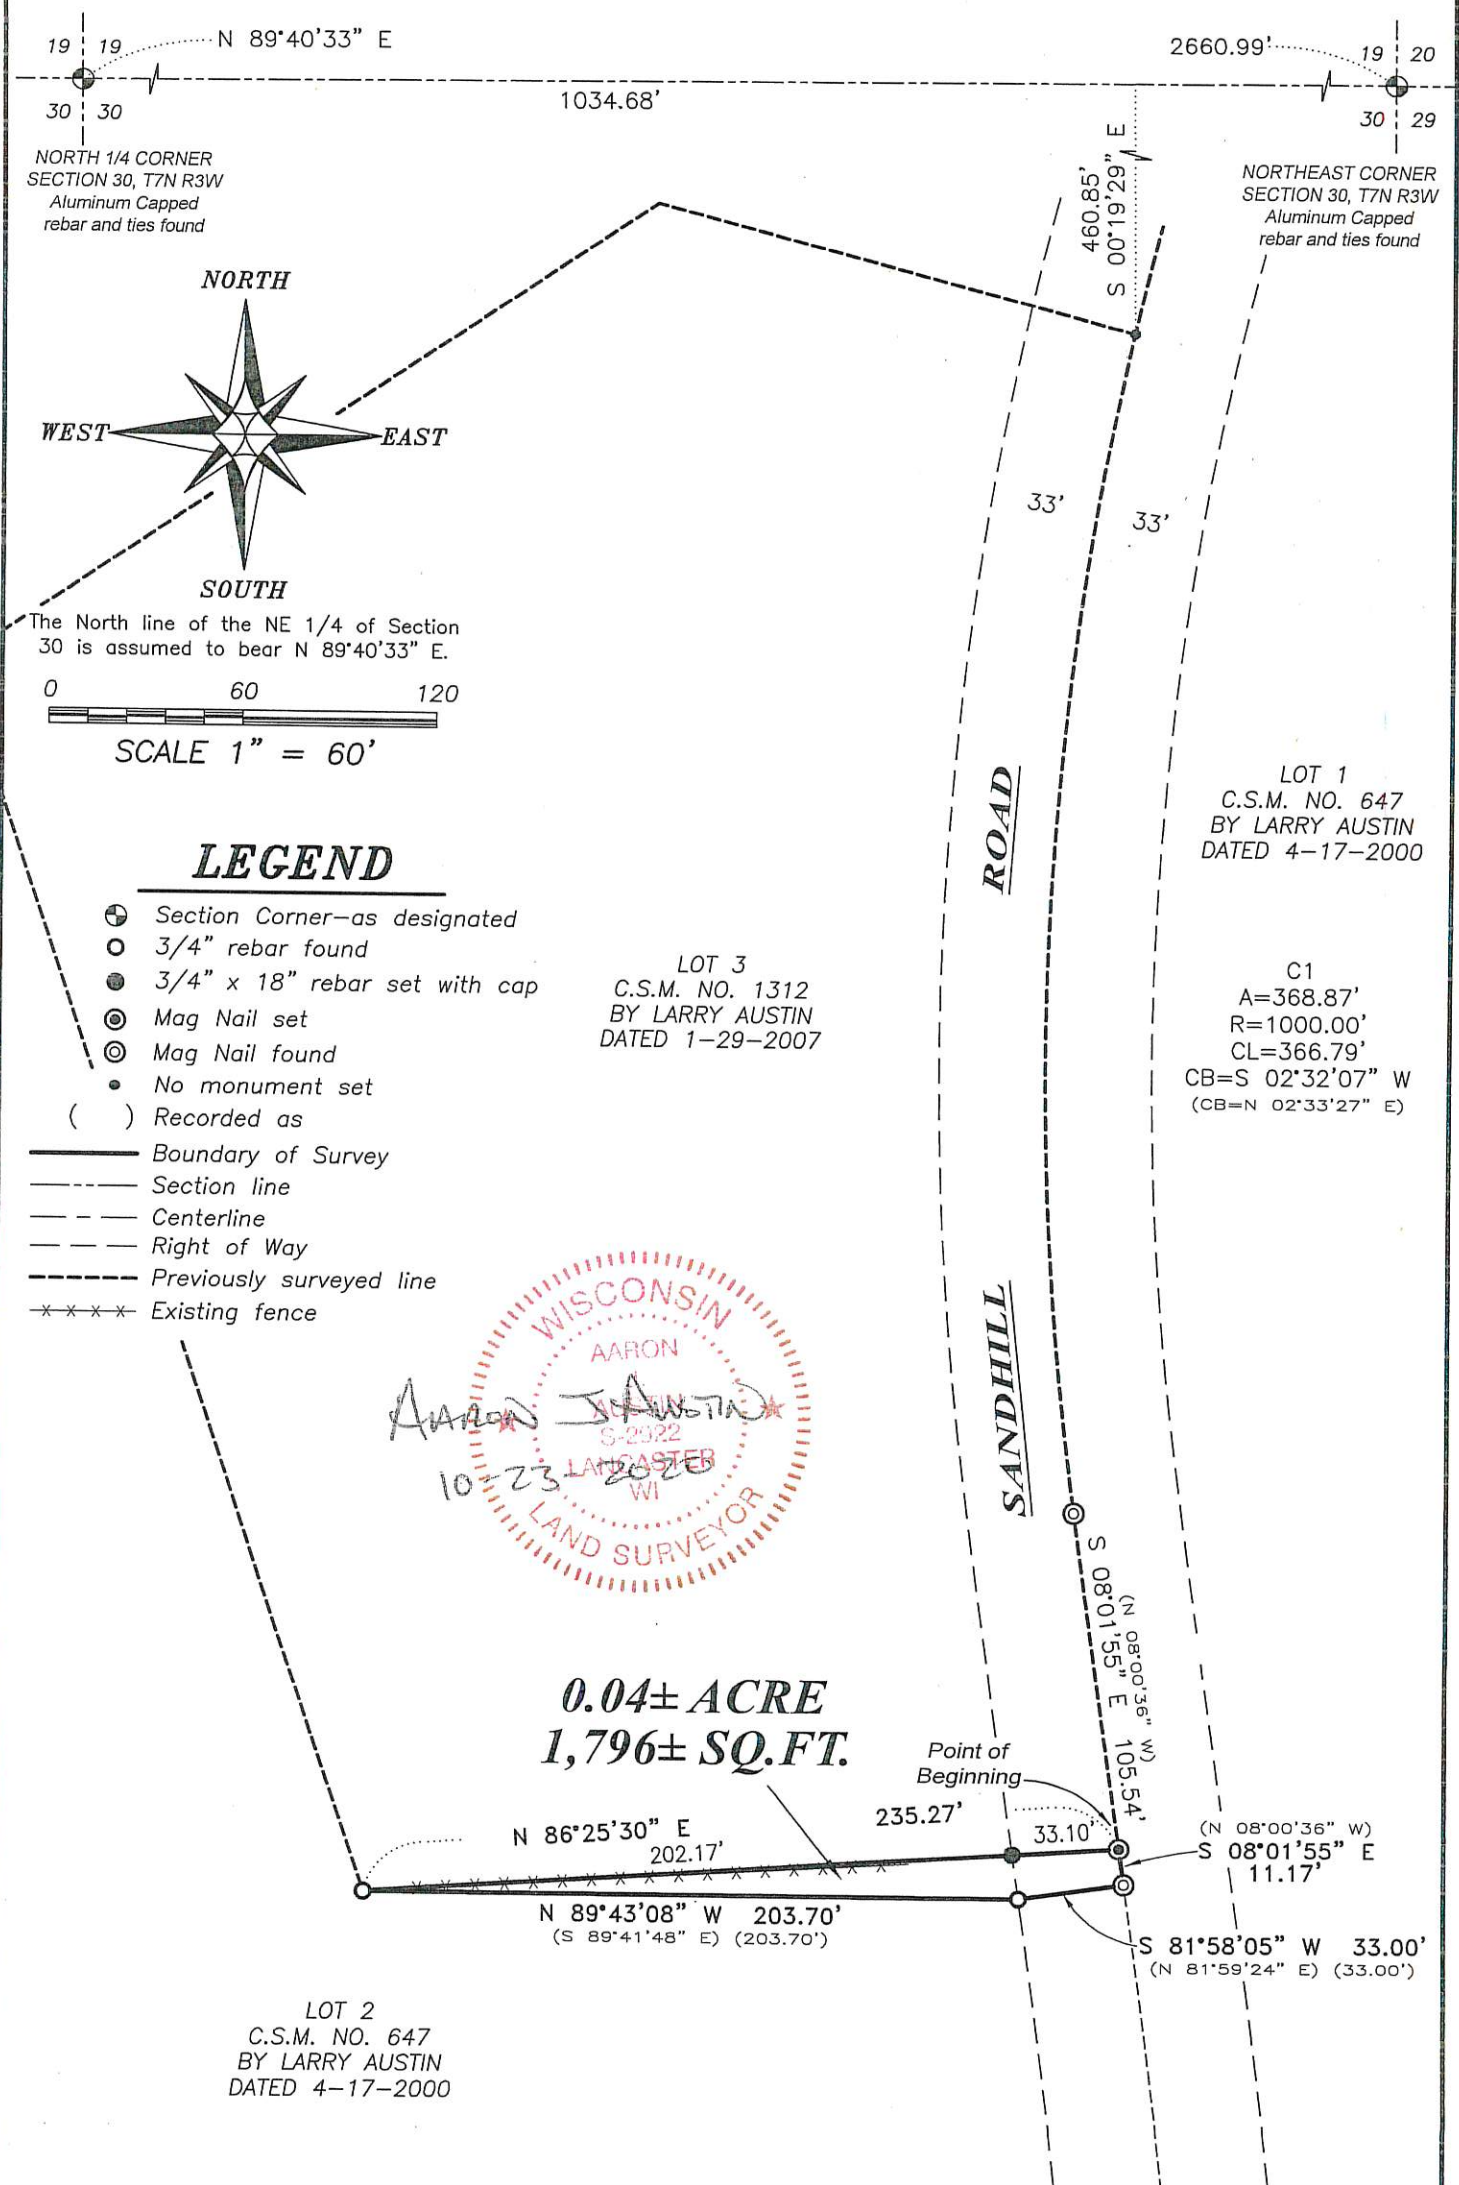 19 19
N 89°40'33" E
2660.99'
19 20
30 30
1034.68'
30 29
NORTH 1/4 CORNER
SECTION 30, T7N R3W
Aluminum Capped
rebar and ties found
460.85'
S 00°19'29" E
NORTHEAST CORNER
SECTION 30, T7N R3W
Aluminum Capped
rebar and ties found
NORTH
WEST
EAST
SOUTH
33'
33'
The North line of the NE 1/4 of Section
30 is assumed to bear N 89°40'33" E.
0 60 120
SCALE 1" = 60'
ROAD
LOT 1
C.S.M. NO. 647
BY LARRY AUSTIN
DATED 4-17-2000
LEGEND
Section Corner-as designated
3/4" rebar found
3/4" x 18" rebar set with cap
Mag Nail set
Mag Nail found
No monument set
( ) Recorded as
Boundary of Survey
Section line
Centerline
Right of Way
Previously surveyed line
Existing fence
LOT 3
C.S.M. NO. 1312
BY LARRY AUSTIN
DATED 1-29-2007
C1
A=368.87'
R=1000.00'
CL=366.79'
CB=S 02°32'07" W
(CB=N 02°33'27" E)
WISCONSIN
AARON
J
AUSTIN
S-2922
LANCASTER
WI
LAND SURVEYOR
AARON J AUSTIN
10-23-2020
SANDHILL
S 08°01'55" E 105.54'
(N 08°00'36" W)
0.04± ACRE
1,796± SQ.FT.
Point of
Beginning
235.27'
N 86°25'30" E
202.17'
33.10'
(N 08°00'36" W)
S 08°01'55" E
11.17'
N 89°43'08" W 203.70'
(S 89°41'48" E) (203.70')
S 81°58'05" W 33.00'
(N 81°59'24" E) (33.00')
LOT 2
C.S.M. NO. 647
BY LARRY AUSTIN
DATED 4-17-2000